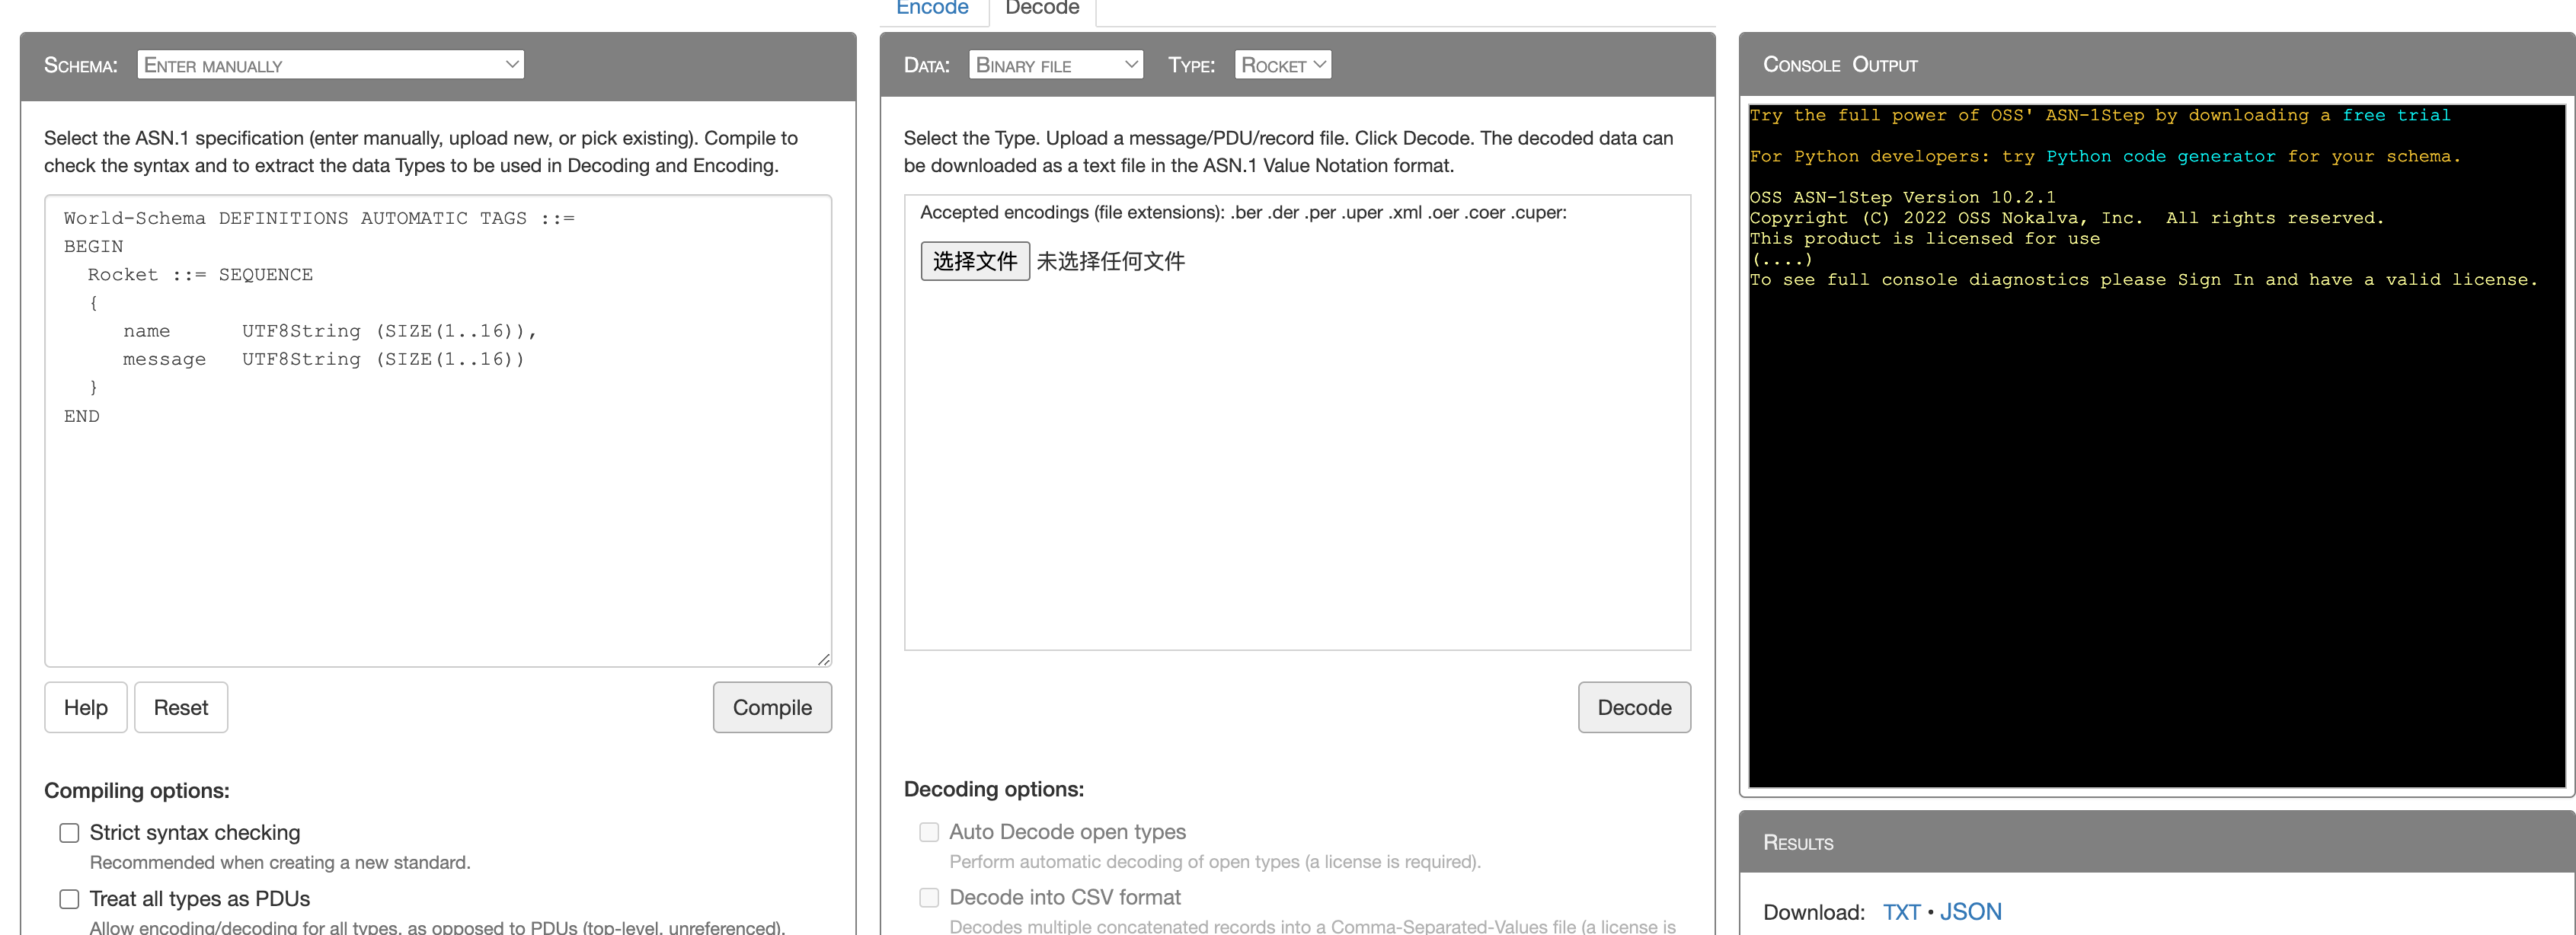 Encode Decode
SCHEMA: ENTER MANUALLY
Select the ASN.1 specification (enter manually, upload new, or pick existing). Compile to
check the syntax and to extract the data Types to be used in Decoding and Encoding.
World-Schema DEFINITIONS AUTOMATIC TAGS ::=
BEGIN
  Rocket ::= SEQUENCE
  {
     name      UTF8String (SIZE(1..16)),
     message   UTF8String (SIZE(1..16))
  }
END
Help Reset Compile
Compiling options:
Strict syntax checking
Recommended when creating a new standard.
Treat all types as PDUs
Allow encoding/decoding for all types, as opposed to PDUs (top-level, unreferenced).
DATA: BINARY FILE TYPE: ROCKET
Select the Type. Upload a message/PDU/record file. Click Decode. The decoded data can
be downloaded as a text file in the ASN.1 Value Notation format.
Accepted encodings (file extensions): .ber .der .per .uper .xml .oer .coer .cuper:
选择文件 未选择任何文件
Decode
Decoding options:
Auto Decode open types
Perform automatic decoding of open types (a license is required).
Decode into CSV format
Decodes multiple concatenated records into a Comma-Separated-Values file (a license is
CONSOLE OUTPUT
Try the full power of OSS' ASN-1Step by downloading a free trial
For Python developers: try Python code generator for your schema.
OSS ASN-1Step Version 10.2.1
Copyright (C) 2022 OSS Nokalva, Inc.  All rights reserved.
This product is licensed for use
(....)
To see full console diagnostics please Sign In and have a valid license.
RESULTS
Download: TXT • JSON